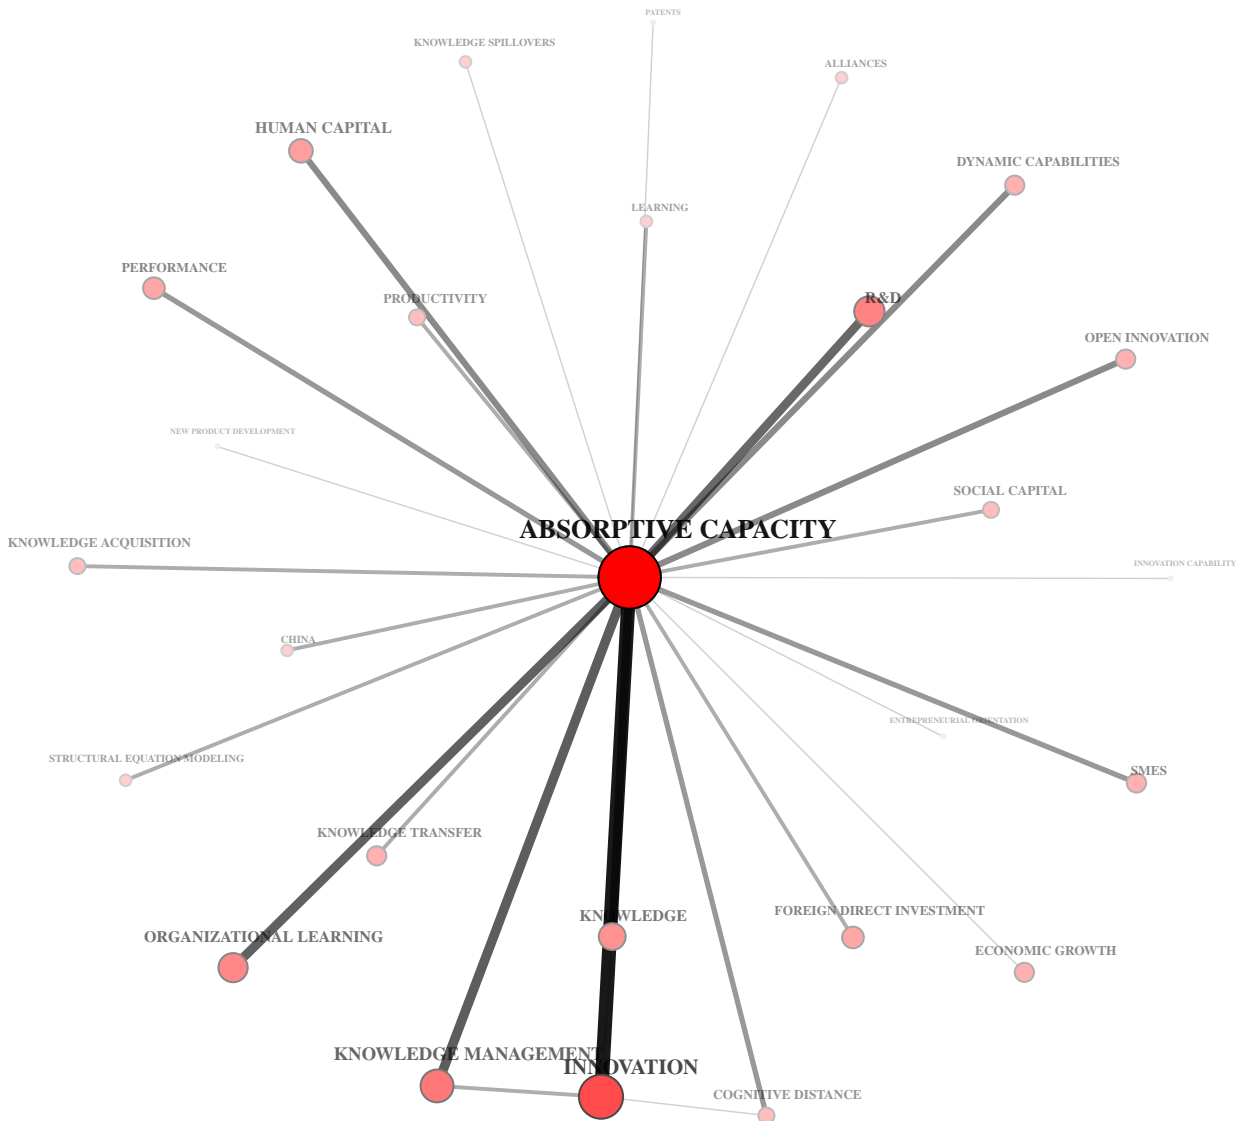 PATENTS
KNOWLEDGE SPILLOVERS
ALLIANCES
HUMAN CAPITAL
DYNAMIC CAPABILITIES
LEARNING
PERFORMANCE
PRODUCTIVITY
R&D
OPEN INNOVATION
NEW PRODUCT DEVELOPMENT
SOCIAL CAPITAL
ABSORPTIVE CAPACITY
KNOWLEDGE ACQUISITION
INNOVATION CAPABILITY
CHINA
ENTREPRENEURIAL ORIENTATION
STRUCTURAL EQUATION MODELING
SMES
KNOWLEDGE TRANSFER
KNOWLEDGE
FOREIGN DIRECT INVESTMENT
ORGANIZATIONAL LEARNING
ECONOMIC GROWTH
KNOWLEDGE MANAGEMENT
INNOVATION
COGNITIVE DISTANCE